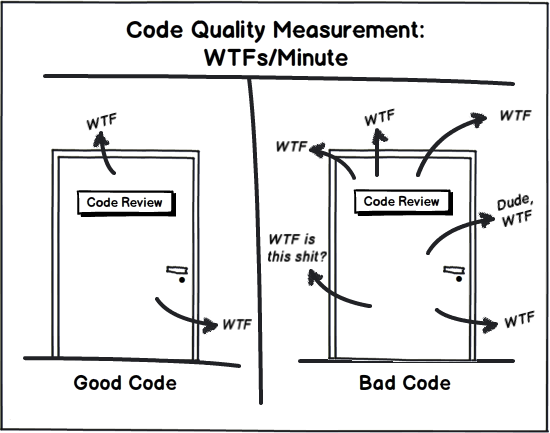 Code Quality Measurement:
WTFs/Minute
WTF
Code Review
WTF
Good Code
WTF
WTF
WTF
Code Review
Dude,
WTF
WTF is
this shit?
WTF
Bad Code